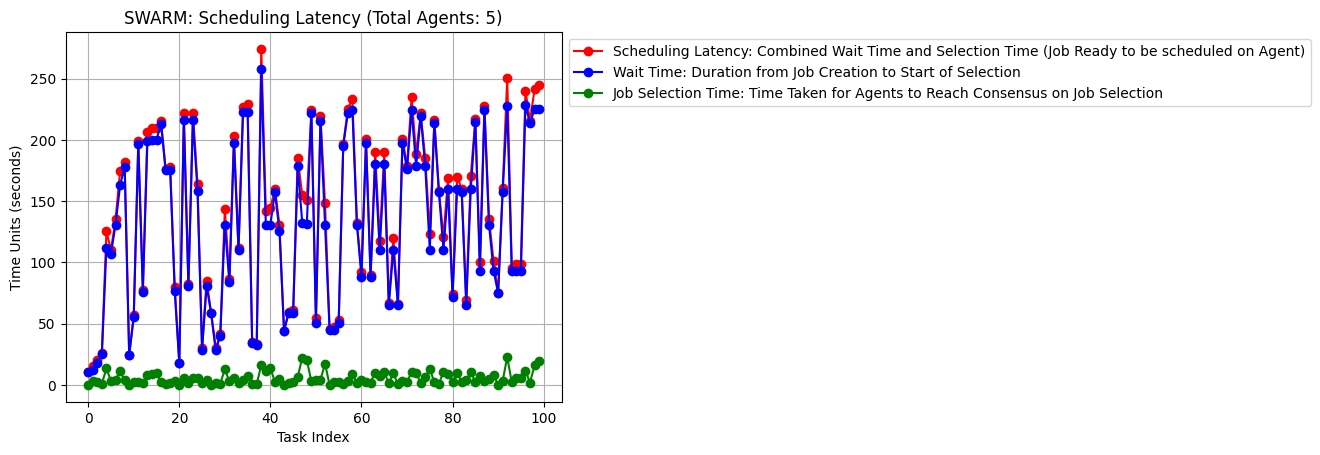 SWARM: Scheduling Latency (Total Agents: 5)
Scheduling Latency: Combined Wait Time and Selection Time (Job Ready to be scheduled on Agent)
Wait Time: Duration from Job Creation to Start of Selection
Job Selection Time: Time Taken for Agents to Reach Consensus on Job Selection
Time Units (seconds)
250
200
150
100
50
0
0 20 40 60 80 100
Task Index